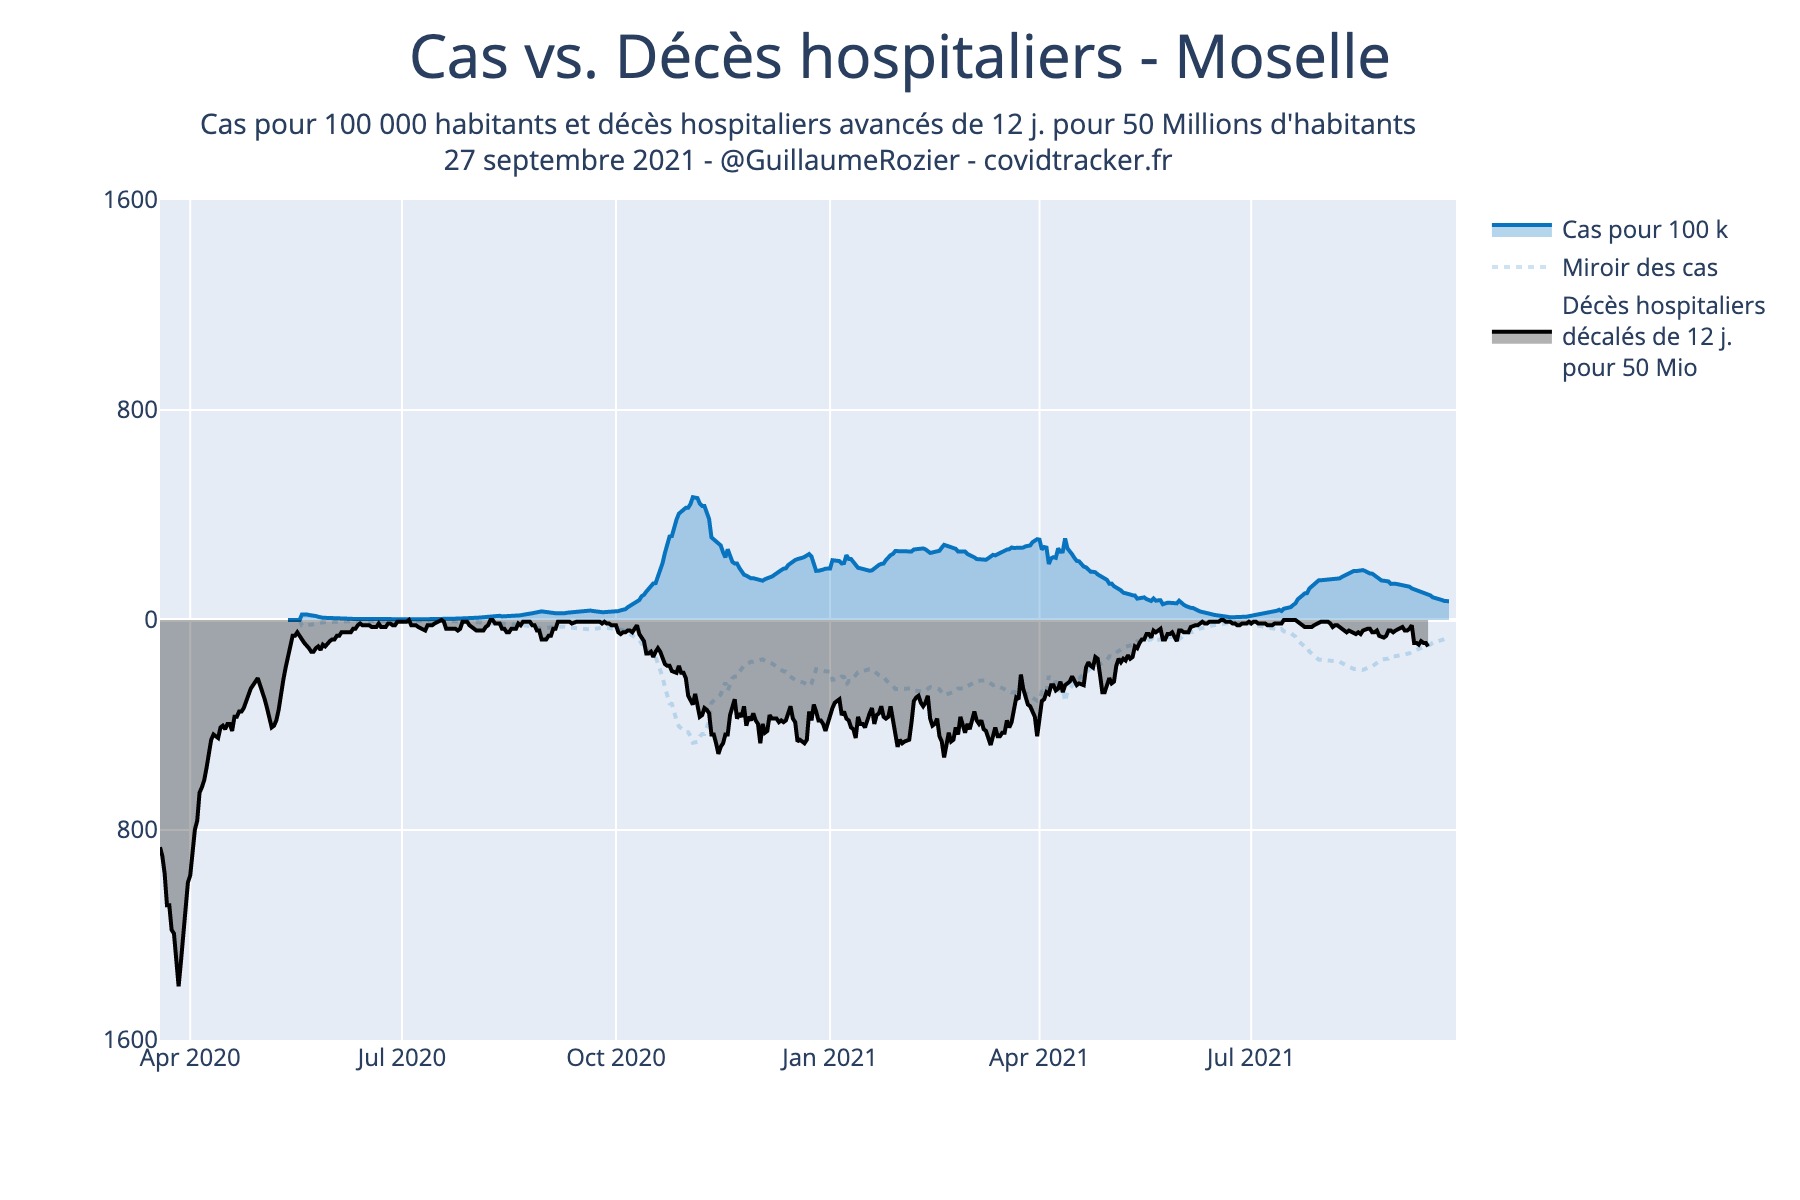 Cas vs. Décès hospitaliers - Moselle
Cas pour 100 000 habitants et décès hospitaliers avancés de 12 j. pour 50 Millions d'habitants
27 septembre 2021 - @GuillaumeRozier - covidtracker.fr
1600
800
0
800
1600
Apr 2020
Jul 2020
Oct 2020
Jan 2021
Apr 2021
Jul 2021
Cas pour 100 k
Miroir des cas
Décès hospitaliers
décalés de 12 j.
pour 50 Mio